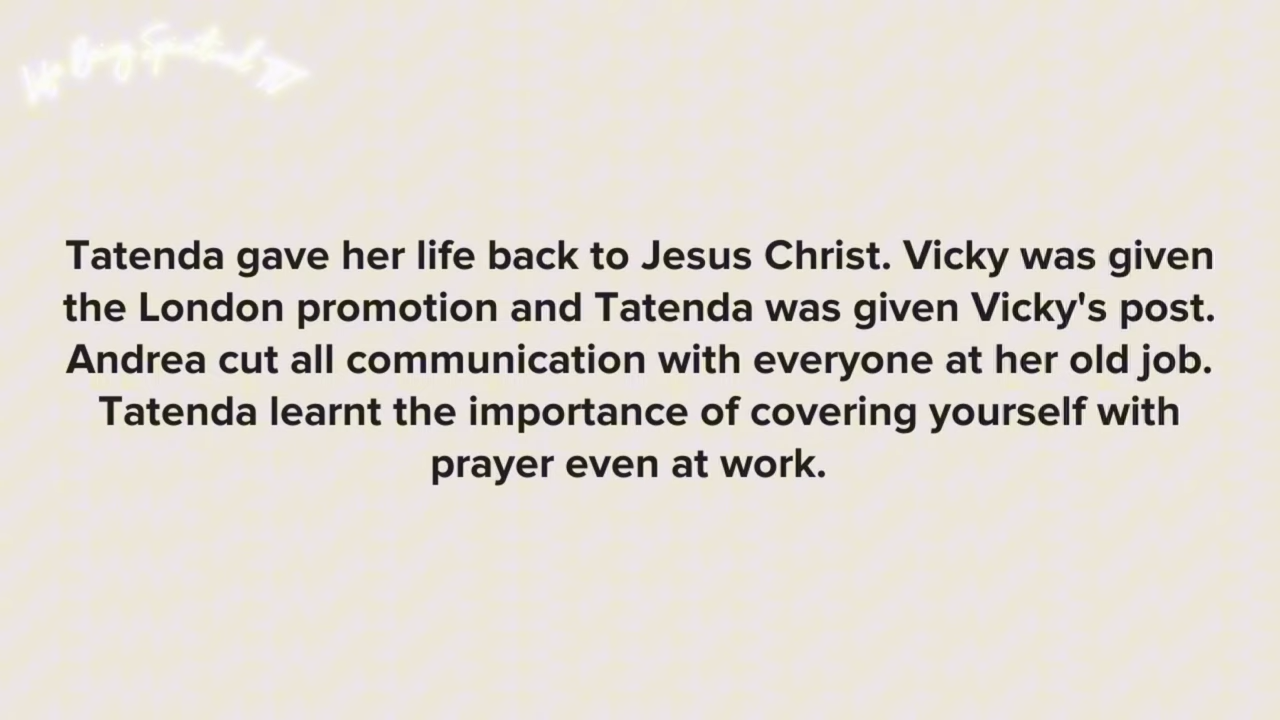 Tatenda gave her life back to Jesus Christ. Vicky was given
the London promotion and Tatenda was given Vicky's post.
Andrea cut all communication with everyone at her old job.
Tatenda learnt the importance of covering yourself with
prayer even at work.